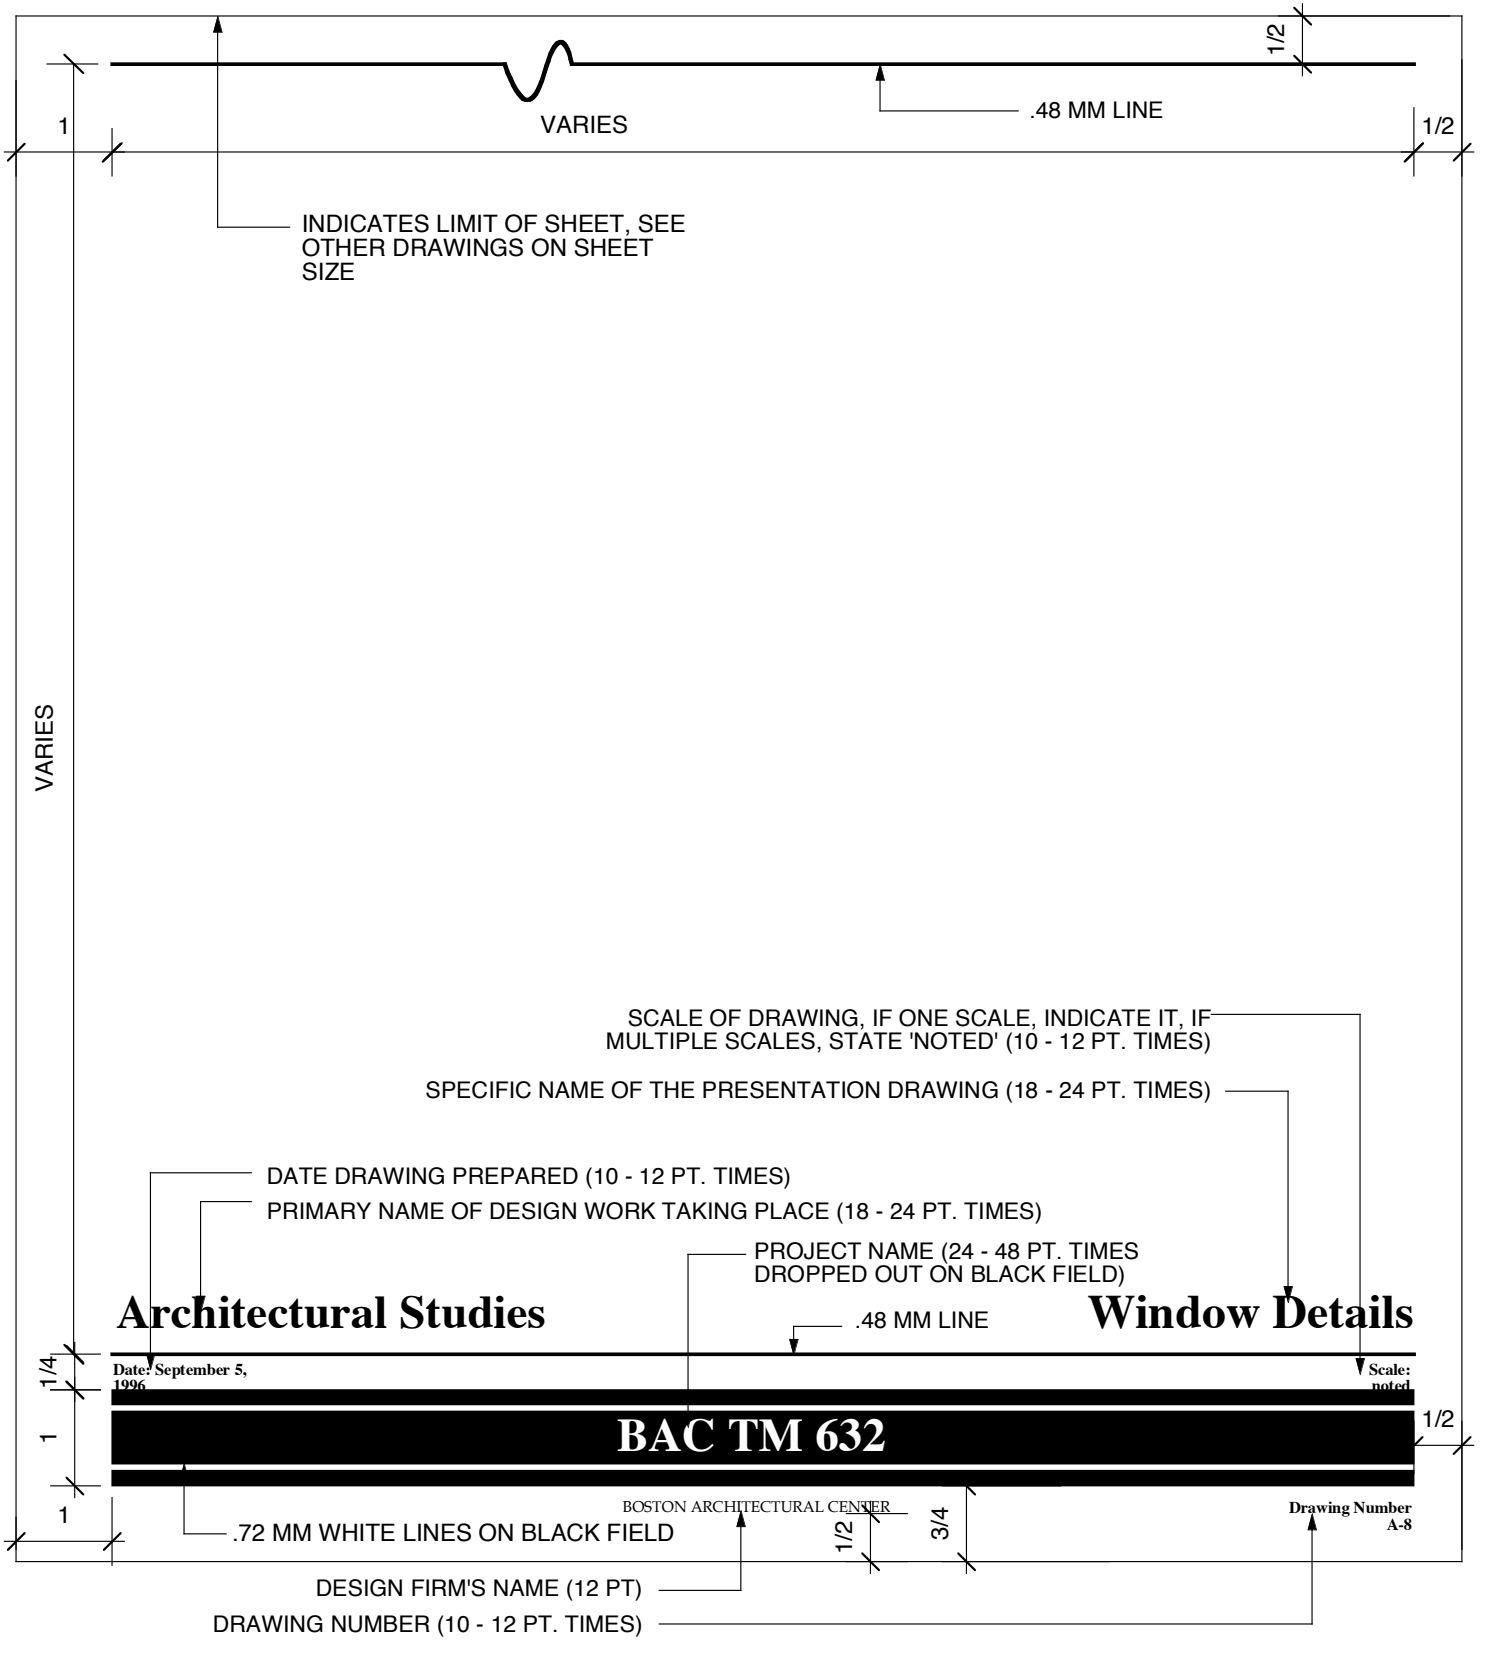 1/2
.48 MM LINE
1
VARIES
1/2
INDICATES LIMIT OF SHEET, SEE
OTHER DRAWINGS ON SHEET
SIZE
VARIES
SCALE OF DRAWING, IF ONE SCALE, INDICATE IT, IF
MULTIPLE SCALES, STATE 'NOTED' (10 - 12 PT. TIMES)
SPECIFIC NAME OF THE PRESENTATION DRAWING (18 - 24 PT. TIMES)
DATE DRAWING PREPARED (10 - 12 PT. TIMES)
PRIMARY NAME OF DESIGN WORK TAKING PLACE (18 - 24 PT. TIMES)
PROJECT NAME (24 - 48 PT. TIMES
DROPPED OUT ON BLACK FIELD)
Architectural Studies
.48 MM LINE
Window Details
1/4
Date: September 5,
1996
Scale:
noted
1
BAC TM 632
1/2
1
BOSTON ARCHITECTURAL CENTER
Drawing Number
A-8
.72 MM WHITE LINES ON BLACK FIELD
1/2
3/4
DESIGN FIRM'S NAME (12 PT)
DRAWING NUMBER (10 - 12 PT. TIMES)